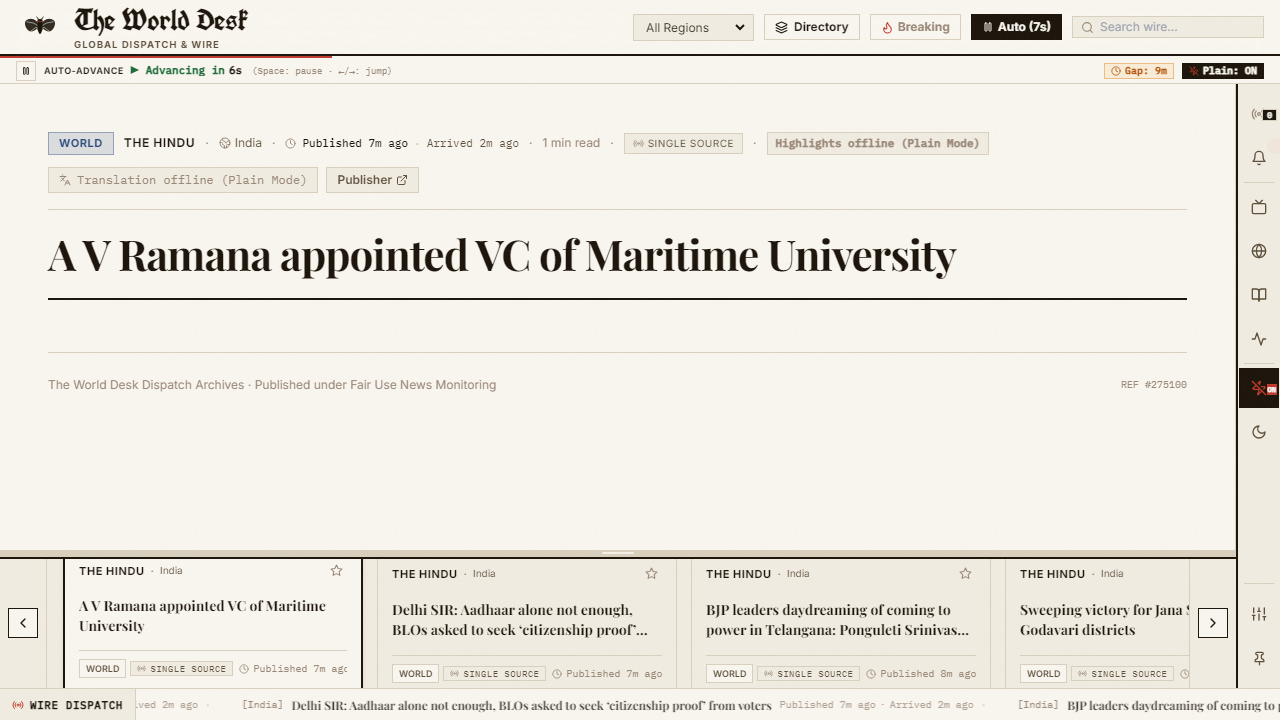 The World Desk
GLOBAL DISPATCH & WIRE
All Regions
Directory
Breaking
Auto (7s)
Search wire...
AUTO-ADVANCE ▶ Advancing in 6s (Space: pause · ←/→: jump)
Gap: 9m
Plain: ON
0
WORLD THE HINDU · India · Published 7m ago · Arrived 2m ago · 1 min read · SINGLE SOURCE · Highlights offline (Plain Mode)
Translation offline (Plain Mode) Publisher
A V Ramana appointed VC of Maritime University
The World Desk Dispatch Archives · Published under Fair Use News Monitoring
REF #275100
ON
THE HINDU · India
A V Ramana appointed VC of Maritime
University
WORLD SINGLE SOURCE Published 7m ago
THE HINDU · India
Delhi SIR: Aadhaar alone not enough,
BLOs asked to seek ‘citizenship proof’...
WORLD SINGLE SOURCE Published 7m ago
THE HINDU · India
BJP leaders daydreaming of coming to
power in Telangana: Ponguleti Srinivas...
WORLD SINGLE SOURCE Published 8m ago
THE HINDU · India
Sweeping victory for Jana
Godavari districts
WORLD SINGLE SOURCE
WIRE DISPATCH
2m ago · [India] Delhi SIR: Aadhaar alone not enough, BLOs asked to seek ‘citizenship proof’ from voters Published 7m ago · Arrived 2m ago · [India] BJP leaders daydreaming of coming to